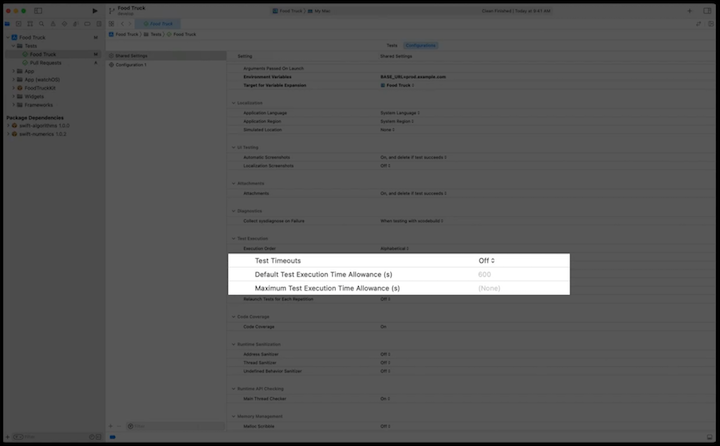 Food Truck
Running
Food Truck
My Mac
Clean Finished | Today at 9:41 AM
Food Truck
Food Truck
Tests
Food Truck
Food Truck
Tests
Food Truck
Pull Requests
App
App (watchOS)
FoodTruckKit
Widgets
Frameworks
Package Dependencies
swift-algorithms 1.0.0
swift-numerics 1.0.2
Tests
Configurations
Shared Settings
Configuration 1
Setting
Shared Settings
Arguments Passed On Launch
Environment Variables
Target for Variable Expansion
Food Truck
Localization
Application Language
System Language
Application Region
System Region
Simulated Location
None
UI Testing
Automatic Screenshots
On, and delete if test succeeds
Localization Screenshots
Off
Attachments
Attachments
On, and delete if test succeeds
Diagnostics
Collect sysdiagnose on Failure
When testing with xcodebuild
Test Execution
Execution Order
Alphabetical
Test Timeouts
Off
Default Test Execution Time Allowance (s)
600
Maximum Test Execution Time Allowance (s)
(None)
Relaunch Tests for Each Repetition
Off
Code Coverage
Code Coverage
On
Runtime Sanitization
Address Sanitizer
Off
Thread Sanitizer
Off
Undefined Behavior Sanitizer
Off
Runtime API Checking
Main Thread Checker
On
Memory Management
Malloc Scribble
Off
Filter